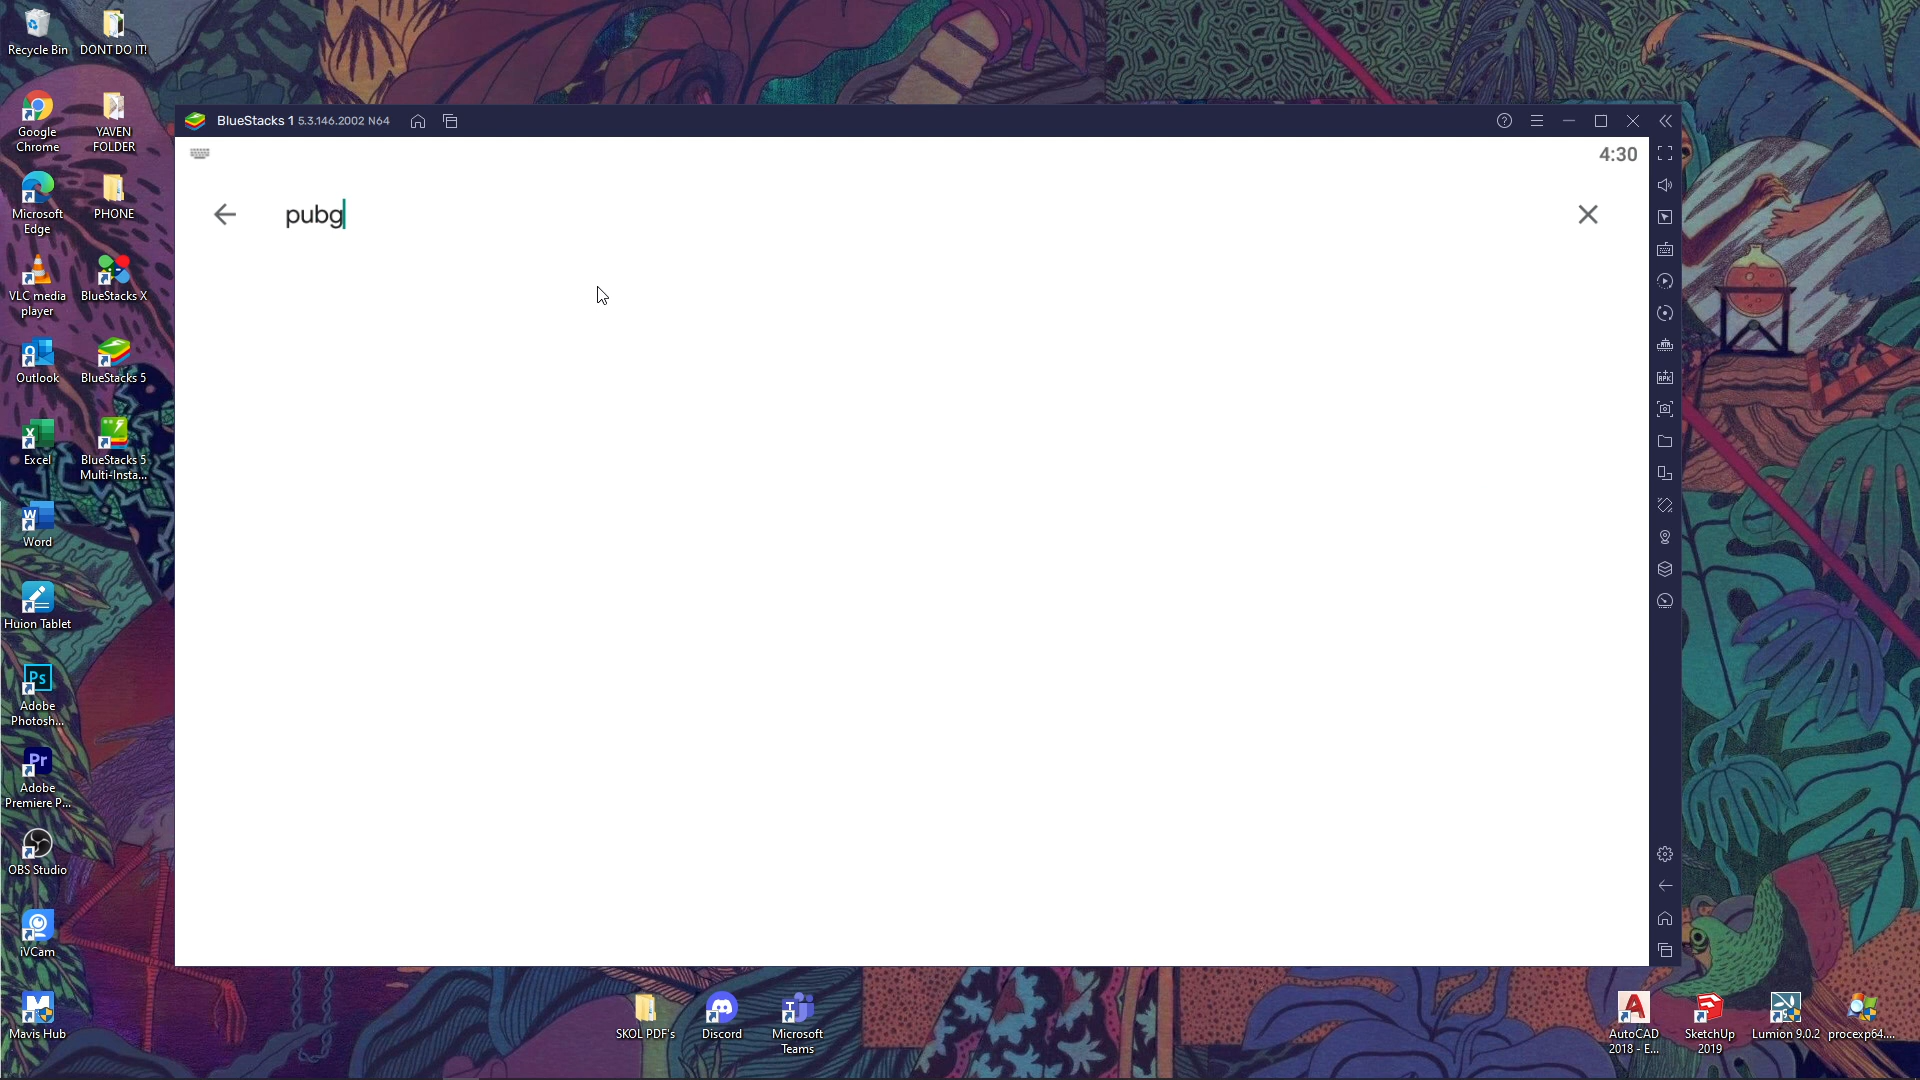 Recycle Bin
DONT DO IT!
Google
Chrome
YAVEN
FOLDER
Microsoft
Edge
PHONE
VLC media
player
BlueStacks X
Outlook
BlueStacks 5
Excel
BlueStacks 5
Multi-Insta...
Word
Huion Tablet
Adobe
Photosh...
Adobe
Premiere P...
OBS Studio
iVCam
Mavis Hub
BlueStacks 1 5.3.146.2002 N64
4:30
pubg
SKOL PDF's
Discord
Microsoft
Teams
AutoCAD
2018 - E...
SketchUp
2019
Lumion 9.0.2
procexp64....